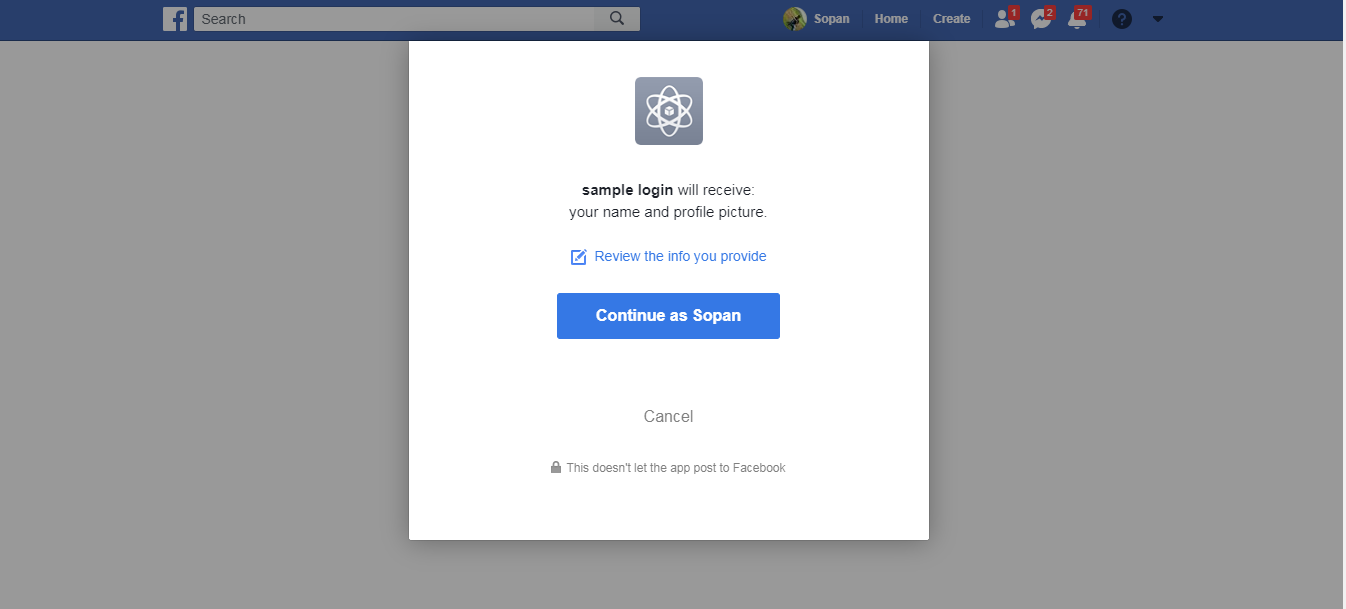 Search
Sopan
Home
Create
1
2
71
?
sample login will receive:
your name and profile picture.
Review the info you provide
Continue as Sopan
Cancel
This doesn't let the app post to Facebook